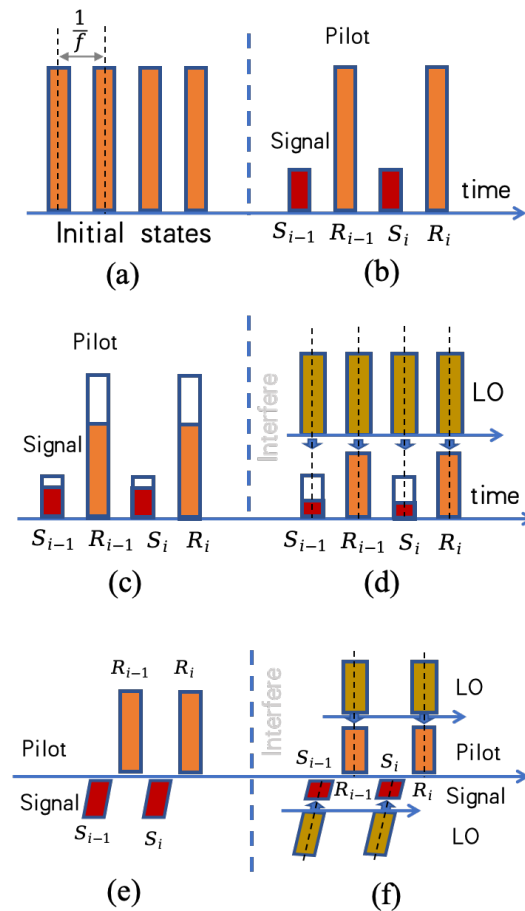 1/f
Initial states
(a)
Pilot
Signal
time
S_{i-1} R_{i-1} S_i R_i
(b)
Pilot
Signal
S_{i-1} R_{i-1} S_i R_i
(c)
Interfere
LO
time
S_{i-1} R_{i-1} S_i R_i
(d)
R_{i-1} R_i
Pilot
Signal
S_{i-1} S_i
(e)
Interfere
LO
Pilot
S_{i-1} S_i
R_{i-1} R_i
Signal
LO
(f)